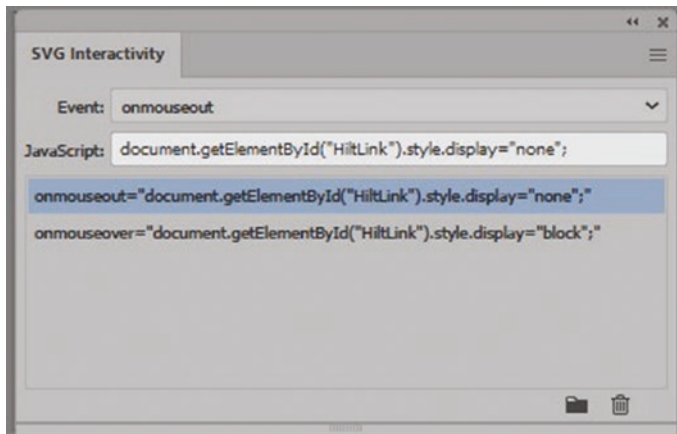 SVG Interactivity
Event: onmouseout
JavaScript: document.getElementById("HiltLink").style.display="none";
onmouseout="document.getElementById("HiltLink").style.display="none";"
onmouseover="document.getElementById("HiltLink").style.display="block";"